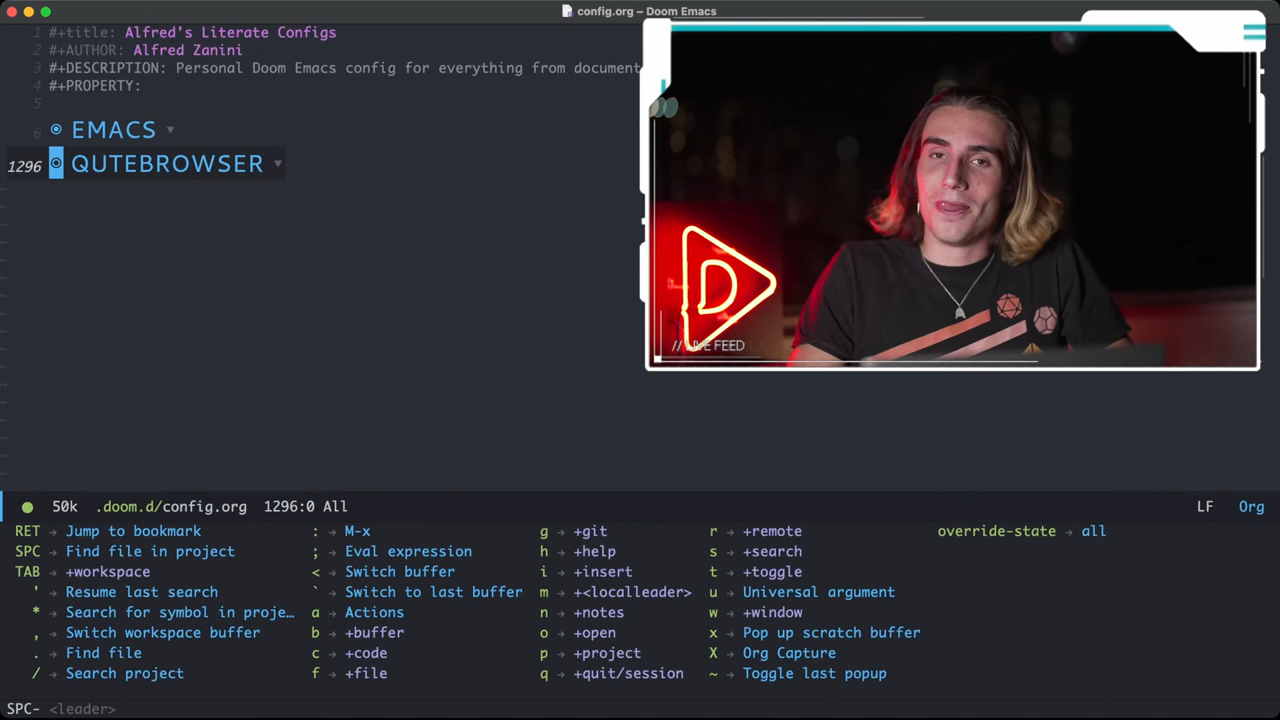 config.org – Doom Emacs
1 #+title: Alfred's Literate Configs
2 #+AUTHOR: Alfred Zanini
3 #+DESCRIPTION: Personal Doom Emacs config for everything from document
4 #+PROPERTY:
5
6 EMACS
1296 QUTEBROWSER
D
// LIVE FEED
50k .doom.d/config.org 1296:0 All LF Org
RET → Jump to bookmark : → M-x g → +git r → +remote override-state → all
SPC → Find file in project ; → Eval expression h → +help s → +search
TAB → +workspace < → Switch buffer i → +insert t → +toggle
' → Resume last search ` → Switch to last buffer m → +<localleader> u → Universal argument
* → Search for symbol in proje… a → Actions n → +notes w → +window
, → Switch workspace buffer b → +buffer o → +open x → Pop up scratch buffer
. → Find file c → +code p → +project X → Org Capture
/ → Search project f → +file q → +quit/session ~ → Toggle last popup
SPC- <leader>